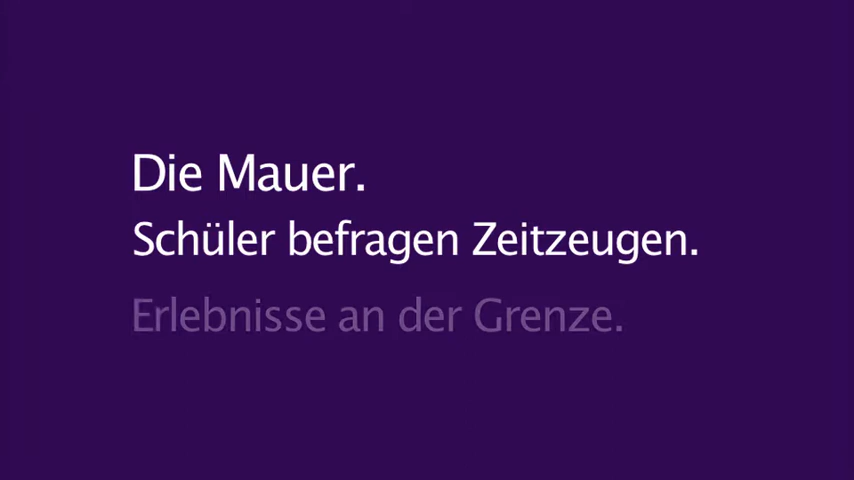 Die Mauer.
Schüler befragen Zeitzeugen.
Erlebnisse an der Grenze.